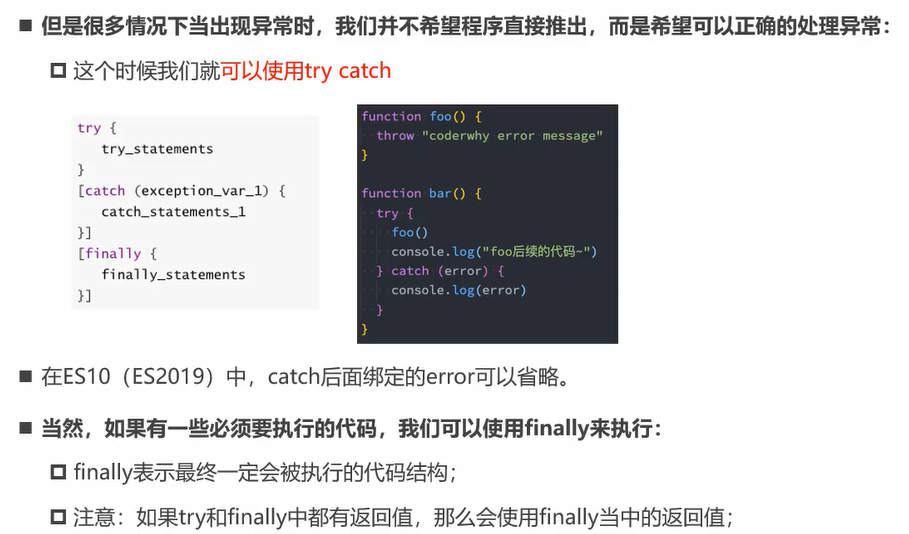 但是很多情况下当出现异常时，我们并不希望程序直接推出，而是希望可以正确的处理异常：
这个时候我们就可以使用try catch
try {
try_statements
}
[catch (exception_var_1) {
catch_statements_1
}]
[finally {
finally_statements
}]
function foo() {
throw "coderwhy error message"
}
function bar() {
try {
foo()
console.log("foo后续的代码~")
} catch (error) {
console.log(error)
}
}
在ES10（ES2019）中，catch后面绑定的error可以省略。
当然，如果有一些必须要执行的代码，我们可以使用finally来执行：
finally表示最终一定会被执行的代码结构；
注意：如果try和finally中都有返回值，那么会使用finally当中的返回值；